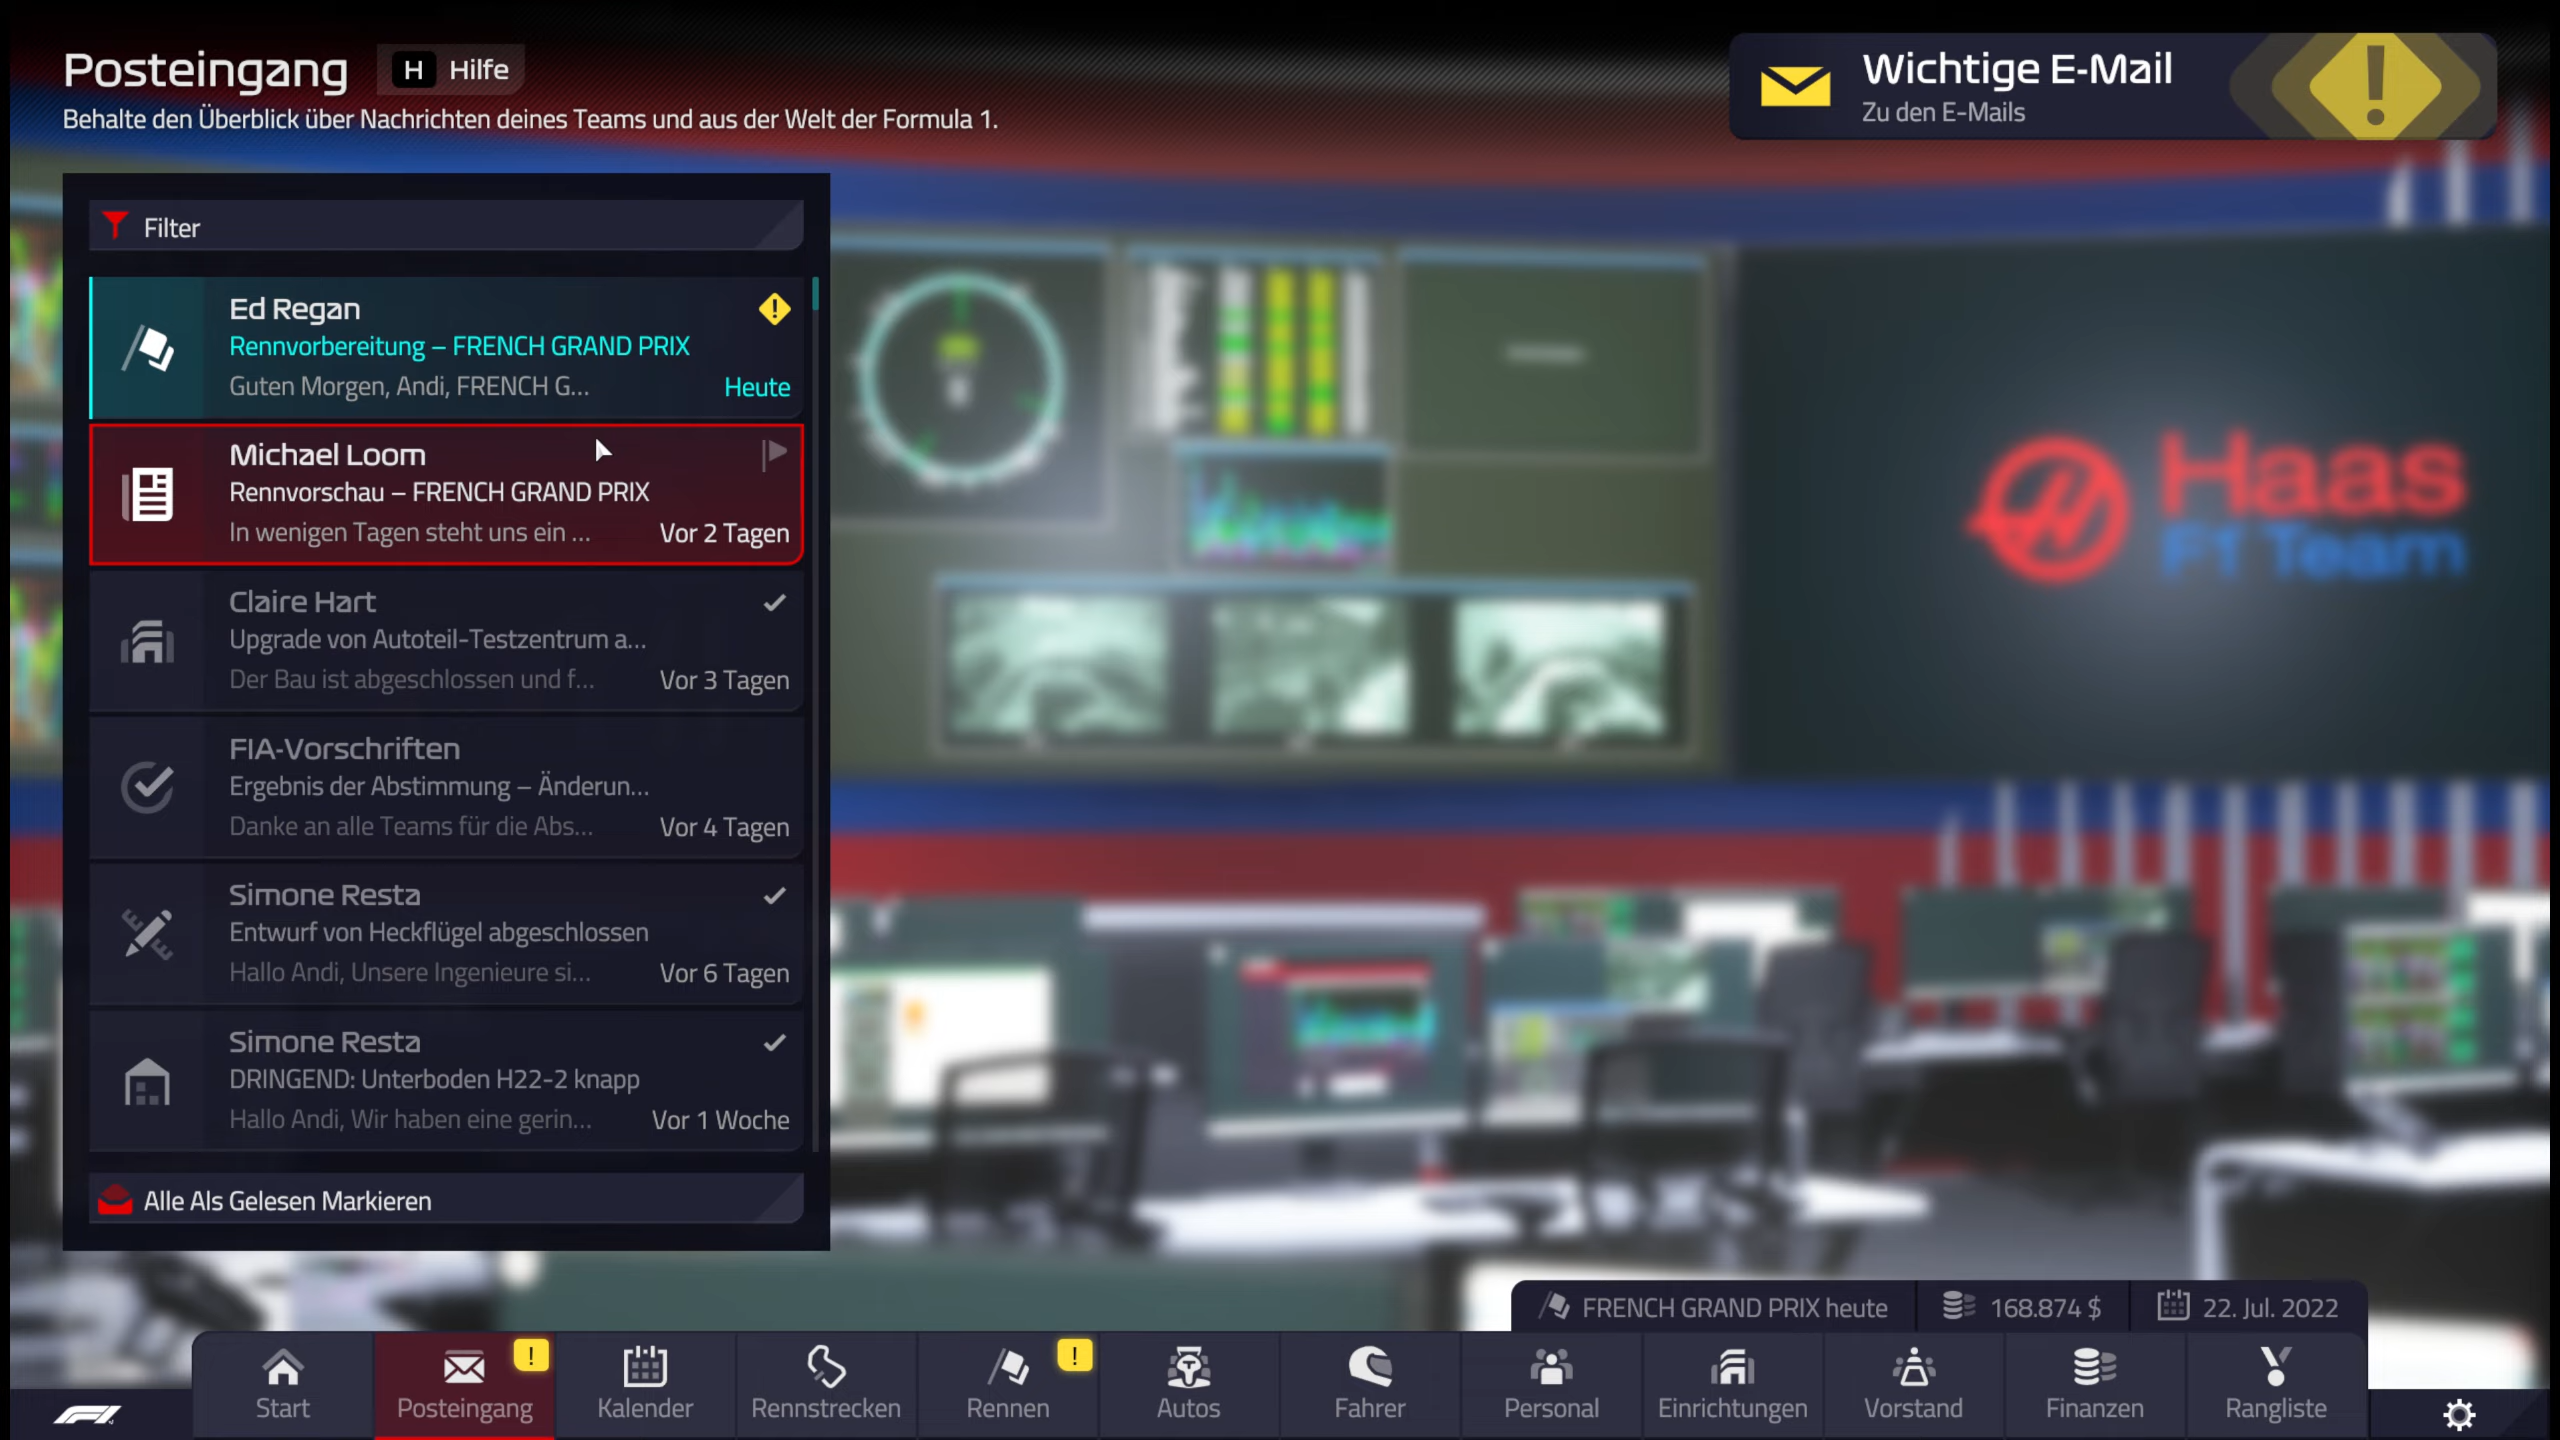 Posteingang
H Hilfe
Behalte den Überblick über Nachrichten deines Teams und aus der Welt der Formula 1.
Wichtige E-Mail
Zu den E-Mails
Filter
Ed Regan
Rennvorbereitung – FRENCH GRAND PRIX
Guten Morgen, Andi, FRENCH G...
Heute
Michael Loom
Rennvorschau – FRENCH GRAND PRIX
In wenigen Tagen steht uns ein ...
Vor 2 Tagen
Claire Hart
Upgrade von Autoteil-Testzentrum a...
Der Bau ist abgeschlossen und f...
Vor 3 Tagen
FIA-Vorschriften
Ergebnis der Abstimmung – Änderun...
Danke an alle Teams für die Abs...
Vor 4 Tagen
Simone Resta
Entwurf von Heckflügel abgeschlossen
Hallo Andi, Unsere Ingenieure si...
Vor 6 Tagen
Simone Resta
DRINGEND: Unterboden H22-2 knapp
Hallo Andi, Wir haben eine gerin...
Vor 1 Woche
Alle Als Gelesen Markieren
Haas
F1 Team
FRENCH GRAND PRIX heute
168.874 $
22. Jul. 2022
Start
Posteingang
Kalender
Rennstrecken
Rennen
Autos
Fahrer
Personal
Einrichtungen
Vorstand
Finanzen
Rangliste